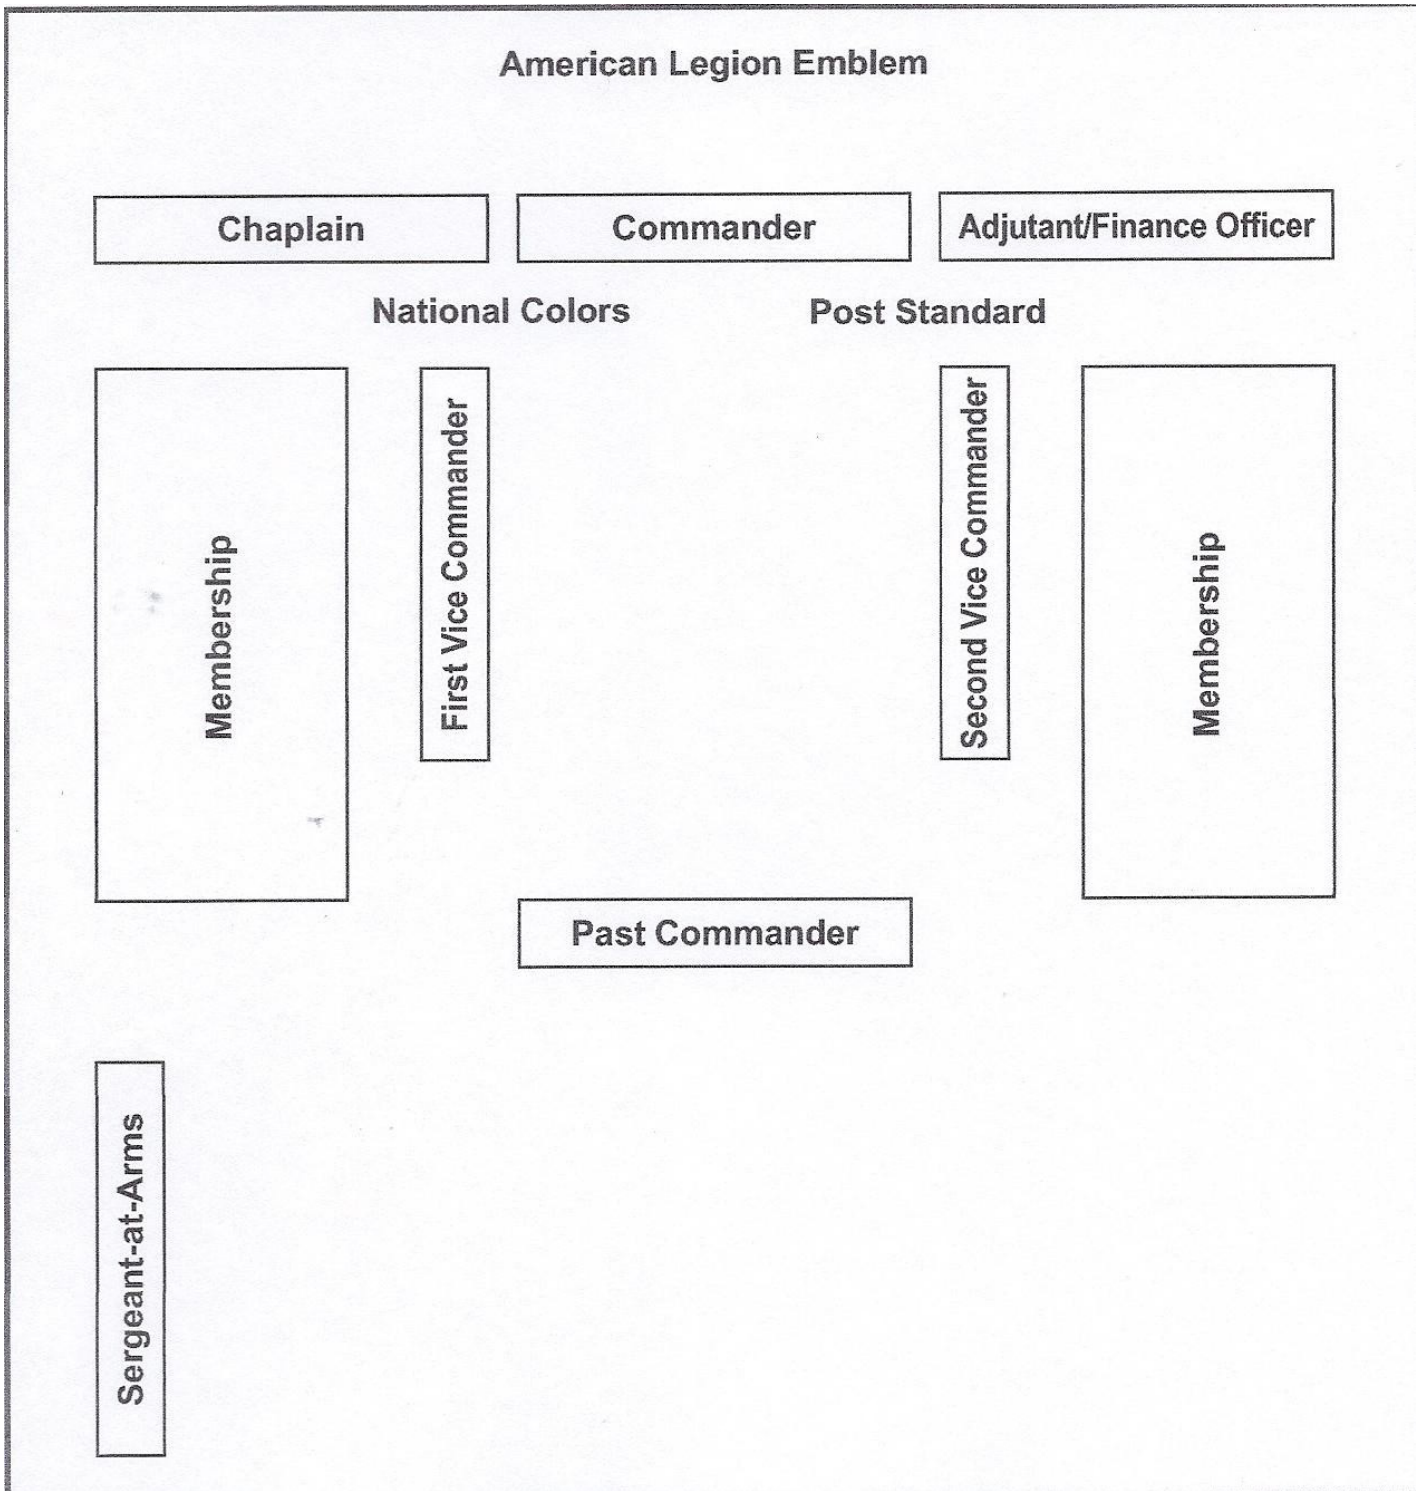 American Legion Emblem
Chaplain
Commander
Adjutant/Finance Officer
National Colors
Post Standard
Membership
First Vice Commander
Second Vice Commander
Membership
Past Commander
Sergeant-at-Arms